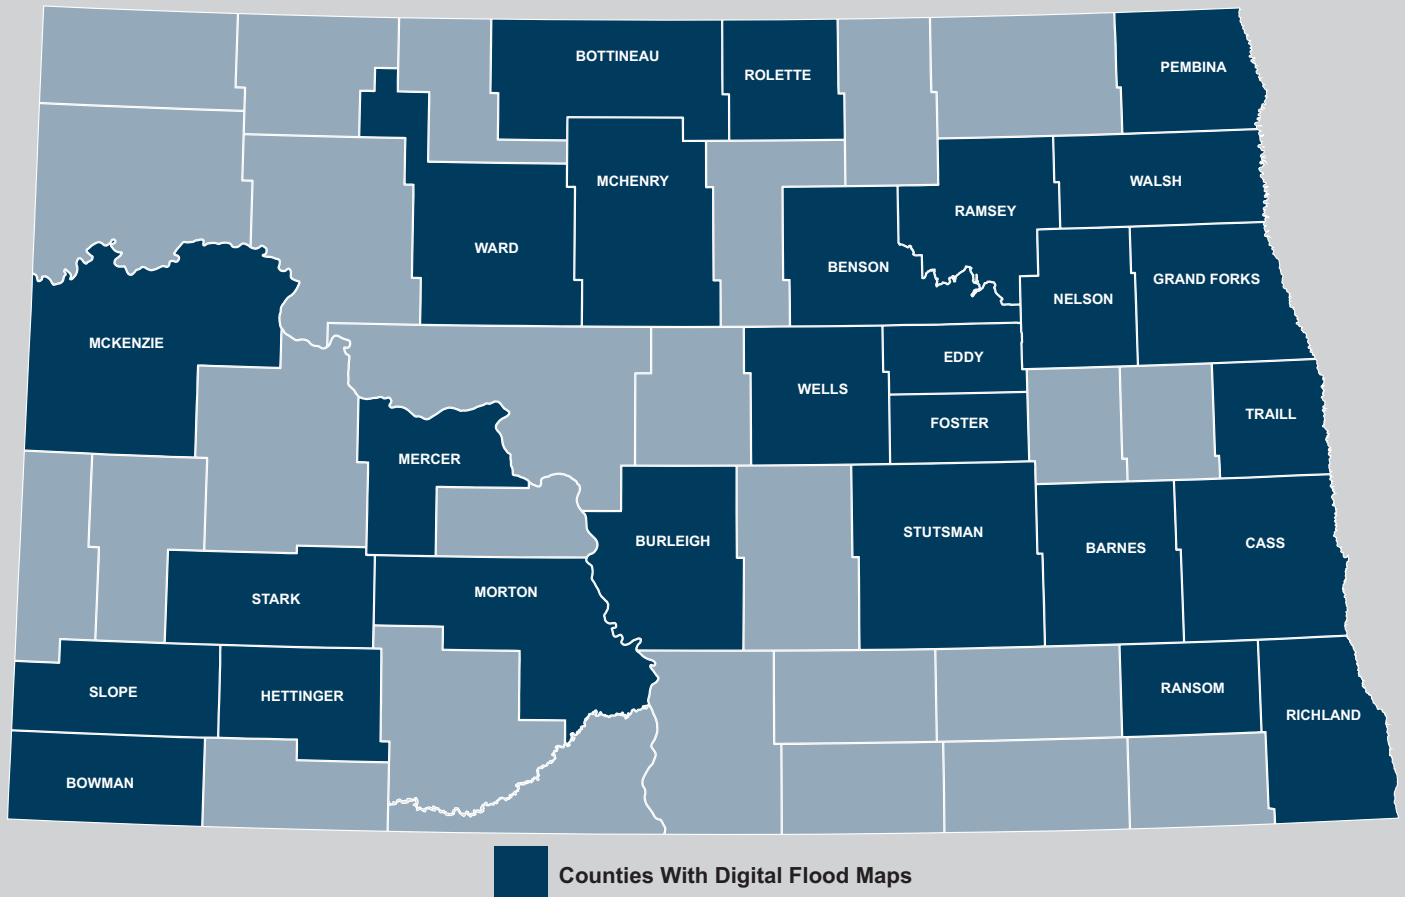 BOTTINEAU
ROLETTE
PEMBINA
MCHENRY
WALSH
RAMSEY
WARD
BENSON
GRAND FORKS
NELSON
MCKENZIE
EDDY
WELLS
TRAILL
FOSTER
MERCER
STUTSMAN
BURLEIGH
BARNES
CASS
MORTON
STARK
SLOPE
HETTINGER
RANSOM
RICHLAND
BOWMAN
Counties With Digital Flood Maps